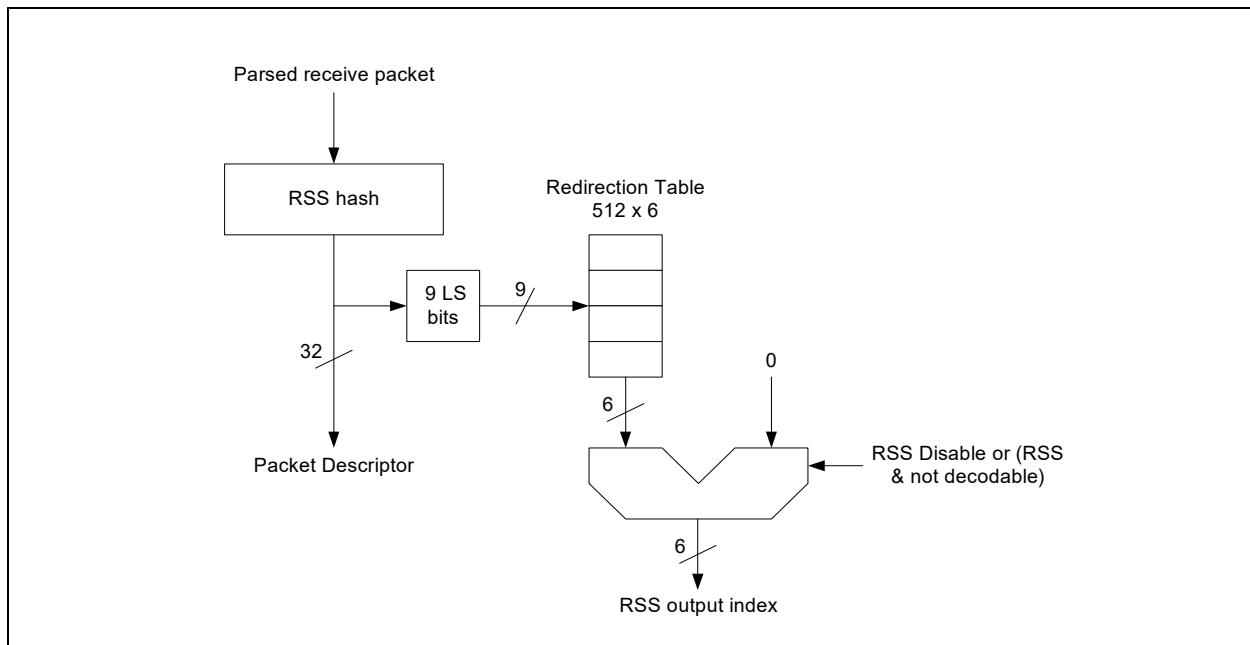 Parsed receive packet
RSS hash
Redirection Table
512 x 6
9 LS
bits
9
32
0
6
Packet Descriptor
RSS Disable or (RSS
& not decodable)
6
RSS output index